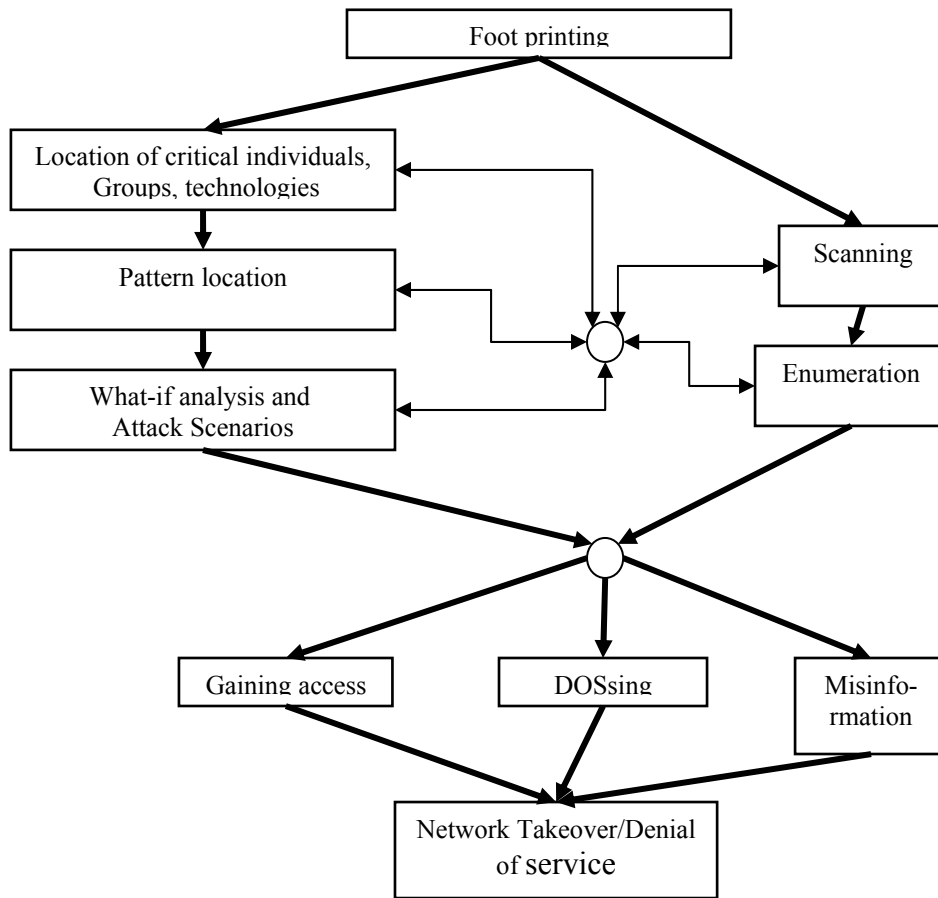 Foot printing
Location of critical individuals,
Groups, technologies
Scanning
Pattern location
Enumeration
What-if analysis and
Attack Scenarios
Gaining access
DOSsing
Misinfo-
rmation
Network Takeover/Denial
of service